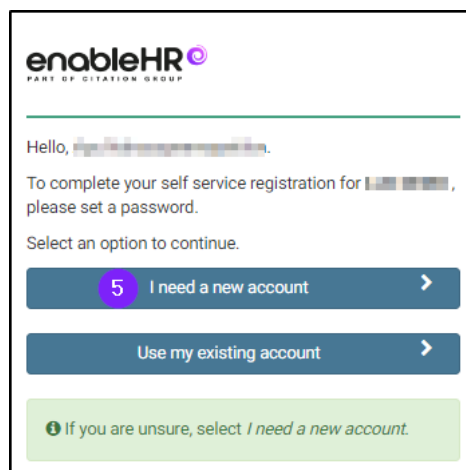 enableHR
PART OF CITATION GROUP
Hello, .
To complete your self service registration for ,
please set a password.
Select an option to continue.
5 I need a new account
Use my existing account
If you are unsure, select I need a new account.